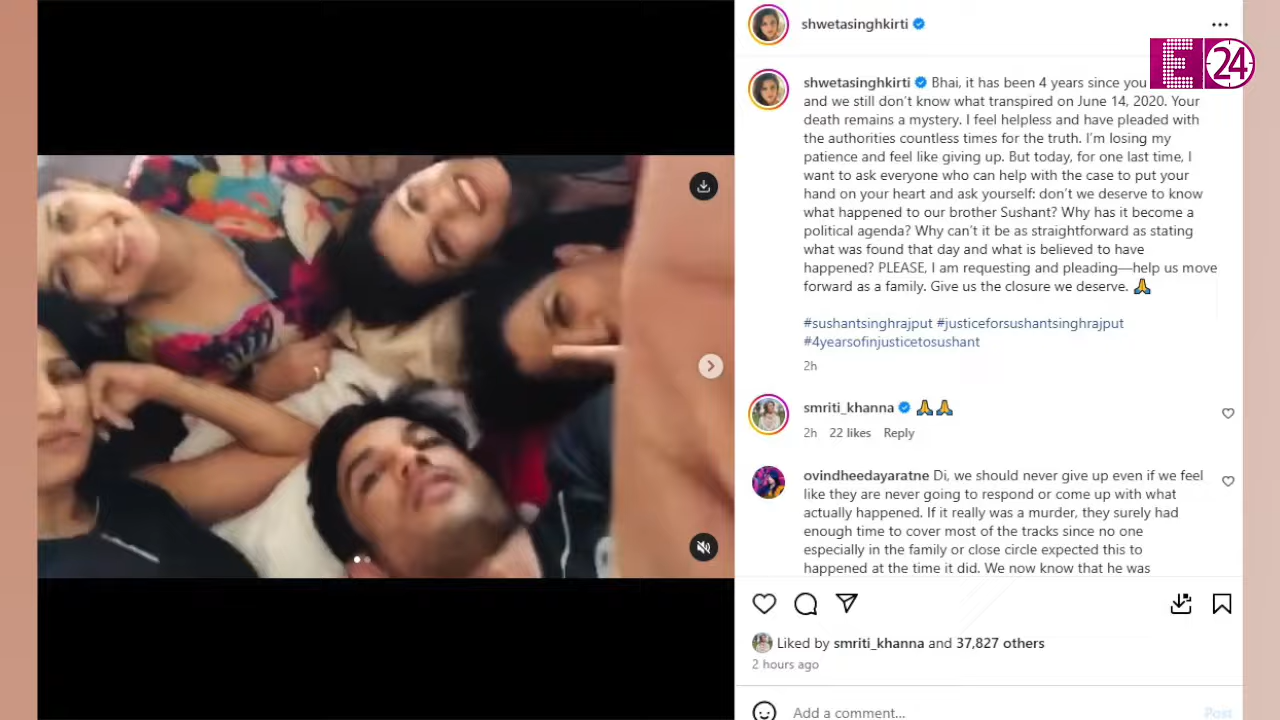 shwetasinghkirti
E 24
shwetasinghkirti Bhai, it has been 4 years since you
and we still don't know what transpired on June 14, 2020. Your
death remains a mystery. I feel helpless and have pleaded with
the authorities countless times for the truth. I'm losing my
patience and feel like giving up. But today, for one last time, I
want to ask everyone who can help with the case to put your
hand on your heart and ask yourself: don't we deserve to know
what happened to our brother Sushant? Why has it become a
political agenda? Why can't it be as straightforward as stating
what was found that day and what is believed to have
happened? PLEASE, I am requesting and pleading—help us move
forward as a family. Give us the closure we deserve. 🙏
#sushantsinghrajput #justiceforsushantsinghrajput
#4yearsofinjusticetosushant
2h
smriti_khanna 🙏🙏
2h 22 likes Reply
ovindheedayaratne Di, we should never give up even if we feel
like they are never going to respond or come up with what
actually happened. If it really was a murder, they surely had
enough time to cover most of the tracks since no one
especially in the family or close circle expected this to
happened at the time it did. We now know that he was
Liked by smriti_khanna and 37,827 others
2 hours ago
Add a comment...
Post